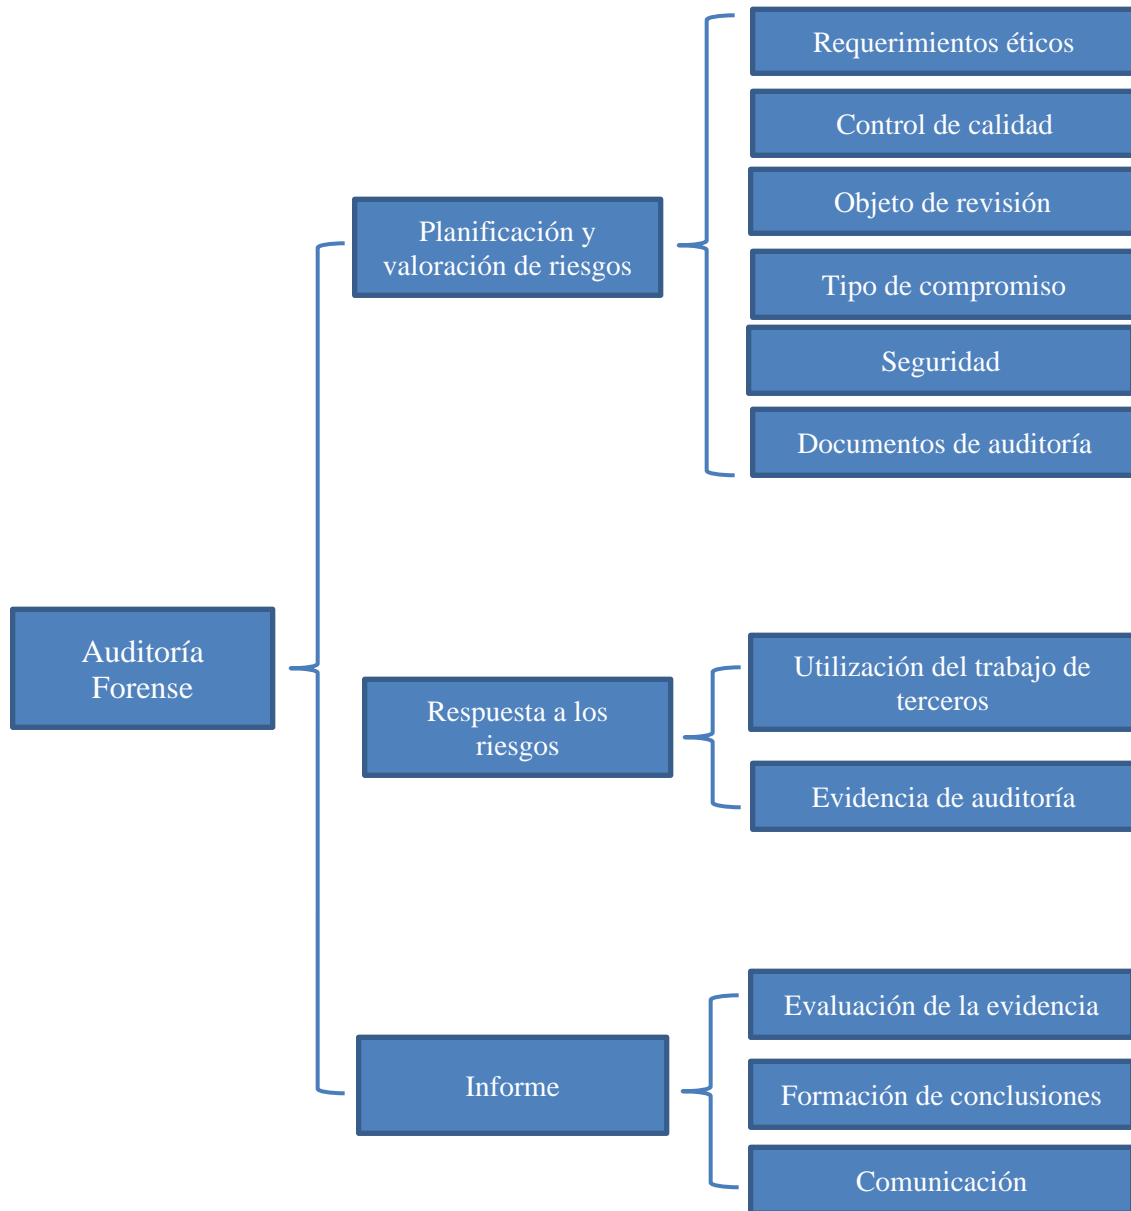 Auditoría
Forense
Planificación y
valoración de riesgos
Requerimientos éticos
Control de calidad
Objeto de revisión
Tipo de compromiso
Seguridad
Documentos de auditoría
Respuesta a los
riesgos
Utilización del trabajo de
terceros
Evidencia de auditoría
Informe
Evaluación de la evidencia
Formación de conclusiones
Comunicación